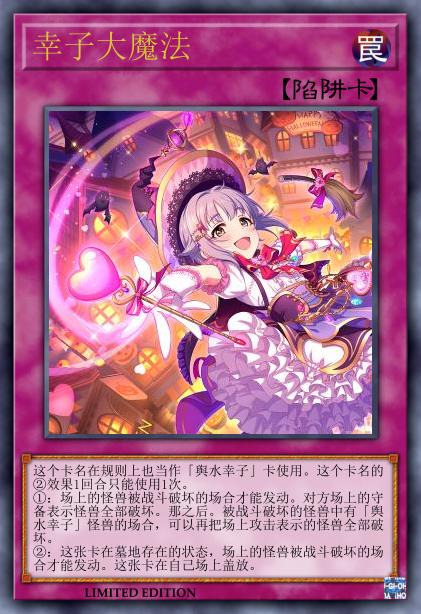 幸子大魔法
罠
【陷阱卡】
HAPPY
HALLOWEEN
这个卡名在规则上也当作「舆水幸子」卡使用。这个卡名的
②效果1回合只能使用1次。
①：场上的怪兽被战斗破坏的场合才能发动。对方场上的守
备表示怪兽全部破坏。那之后。被战斗破坏的怪兽中有「舆
水幸子」怪兽的场合，可以再把场上攻击表示的怪兽全部破
坏。
②：这张卡在墓地存在的状态，场上的怪兽被战斗破坏的场
合才能发动。这张卡在自己场上盖放。
LIMITED EDITION